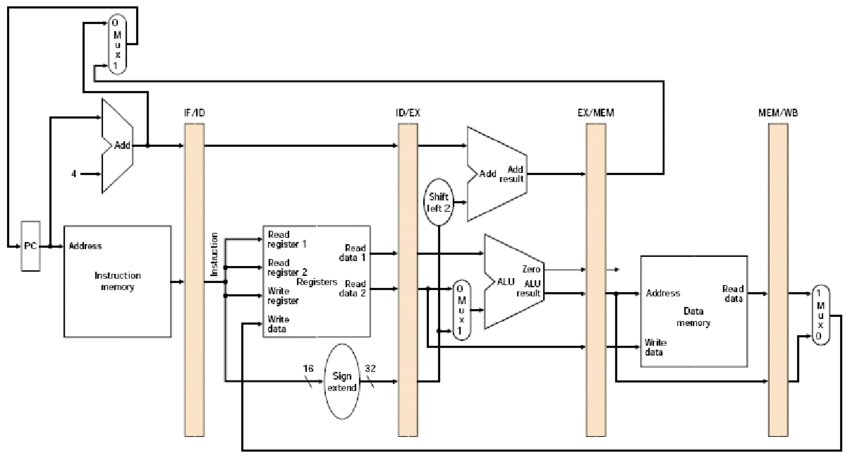 0
M
u
x
1
IF/ID
ID/EX
EX/MEM
MEM/WB
Add
4
Add
Add
result
Shift
left 2
PC
Address
Instruction
memory
Instruction
Read
register 1
Read
register 2
Write
register
Write
data
Registers
Read
data 1
Read
data 2
0
M
u
x
1
Zero
ALU
ALU
result
Address
Read
data
Data
memory
Write
data
1
M
u
x
0
16
Sign
extend
32